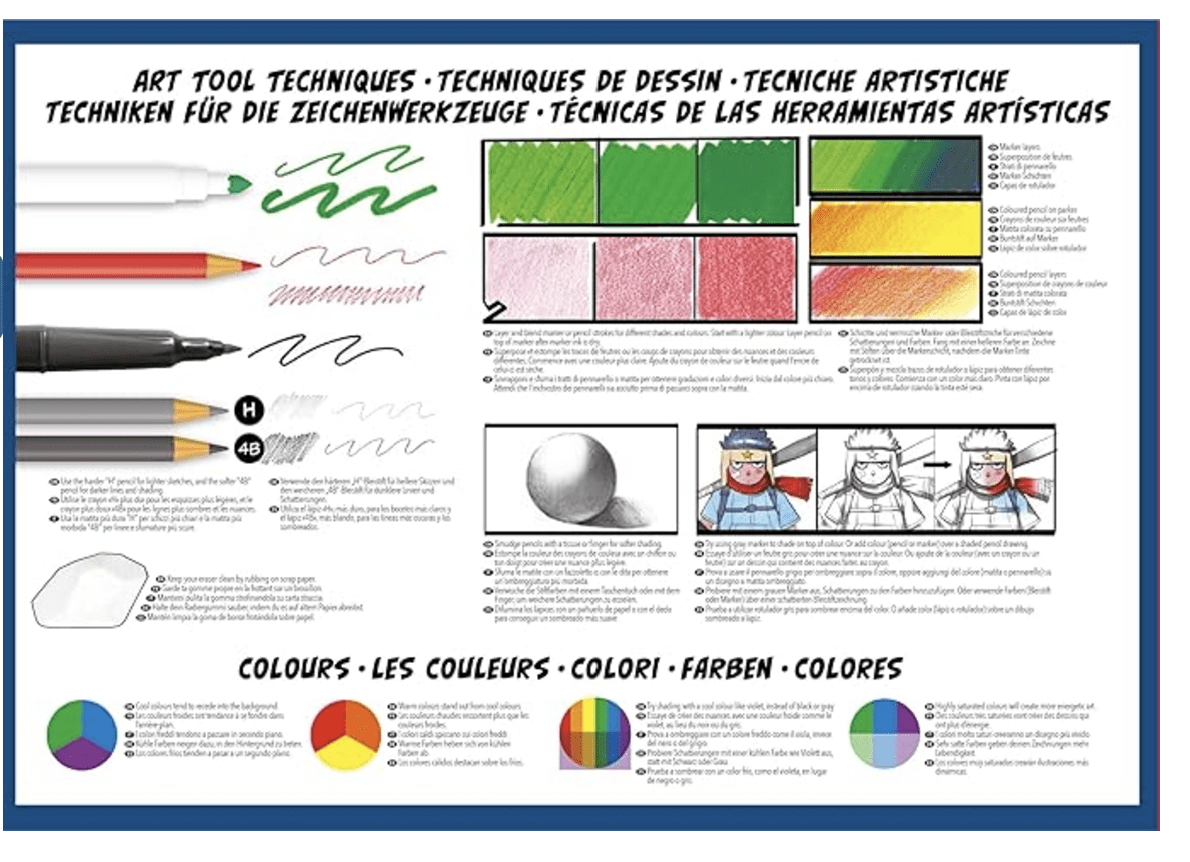 ART TOOL TECHNIQUES · TECHNIQUES DE DESSIN · TECNICHE ARTISTICHE
TECHNIKEN FÜR DIE ZEICHENWERKZEUGE · TÉCNICAS DE LAS HERRAMIENTAS ARTÍSTICAS
Marker layers
Superposition de feutres
Strati di pennarello
Marker Schichten
Capas de rotulador
Coloured pencil on parker
Crayons de couleur sur feutres
Matita colorata su pennarello
Buntstift auf Marker
Lápiz de color sobre rotulador
Coloured pencil layers
Superposition de crayons de couleur
Strati di matita colorata
Buntstift Schichten
Capas de lápiz de color
Layer and blend marker or pencil strokes for different shades and colours. Start with a lighter colour. Layer pencil on
top of marker after marker ink is dry.
Superpose et estompe les traces de feutres ou les coups de crayons pour obtenir des nuances et des couleurs
différentes. Commence avec une couleur plus claire. Ajoute du crayon de couleur sur le feutre quand l'encre de
celui-ci est sèche.
Sovrapponi e sfuma i tratti di pennarello o matita per ottenere gradazioni e colori diversi. Inizia dal colore più chiaro.
Attendi che l'inchiostro dei pennarelli sia asciutto prima di passarci sopra con la matita.
Schichte und vermische Marker- oder Bleistiftstriche für verschiedene
Schattierungen und Farben. Fang mit einer helleren Farbe an. Zeichne
mit Stiften über die Markerschicht, nachdem die Marker Tinte
getrocknet ist.
Superpón y mezcla trazos de rotulador o lápiz para obtener diferentes
tonos y colores. Comienza con un color más claro. Pinta con lápiz por
encima de rotulador cuando la tinta esté seca.
H
4B
Use the harder "H" pencil for lighter sketches, and the softer "4B"
pencil for darker lines and shading.
Utilise le crayon «H» plus dur pour les esquisses plus légères, et le
crayon plus doux «4B» pour les lignes plus sombres et les nuances.
Usa la matita più dura "H" per schizzi più chiari e la matita più
morbida "4B" per linee e sfumature più scure.
Verwende den härteren „H"-Bleistift für hellere Skizzen und
den weicheren „4B"-Bleistift für dunklere Linien und
Schattierungen.
Utiliza el lápiz «H», más duro, para los bocetos más claros y
el lápiz «4B», más blando, para las líneas más oscuras y los
sombreados.
Keep your eraser clean by rubbing on scrap paper.
Garde ta gomme propre en la frottant sur un brouillon.
Mantieni pulita la gomma strofinandola su carta straccia.
Halte dein Radiergummi sauber, indem du es auf altem Papier abreibst.
Mantén limpia la goma de borrar frotándola sobre papel.
Smudge pencils with a tissue or finger for softer shading.
Estompe la couleur des crayons de couleur avec un chiffon ou
ton doigt pour créer une nuance plus légère.
Sfuma le matite con un fazzoletto o con le dita per ottenere
un'ombreggiatura più morbida.
Verwische die Stiftfarben mit einem Taschentuch oder mit dem
Finger, um weichere Schattierungen zu erzielen.
Difumina los lápices con un pañuelo de papel o con el dedo
para conseguir un sombreado más suave.
Try using gray marker to shade on top of colour. Or add colour (pencil or marker) over a shaded pencil drawing.
Essaye d'utiliser un feutre gris pour créer une nuance sur la couleur. Ou ajoute de la couleur (avec un crayon ou un
feutre) sur un dessin qui contient des nuances faites au crayon.
Prova a usare il pennarello grigio per ombreggiare sopra il colore, oppure aggiungi del colore (matita o pennarello) su
un disegno a matita ombreggiato.
Probiere mit einem grauen Marker aus, Schattierungen zu den Farben hinzuzufügen. Oder verwende Farben (Bleistift
oder Marker) über einer schattierten Bleistiftzeichnung.
Prueba a utilizar rotulador gris para sombrear encima del color. O añade color (lápiz o rotulador) sobre un dibujo
sombreado a lápiz.
COLOURS · LES COULEURS · COLORI · FARBEN · COLORES
Cool colours tend to recede into the background.
Les couleurs froides ont tendance à se fondre dans
l'arrière-plan.
I colori freddi tendono a passare in secondo piano.
Kühle Farben neigen dazu, in den Hintergrund zu treten.
Los colores fríos tienden a pasar a un segundo plano.
Warm colours stand out from cool colours.
Les couleurs chaudes ressortent plus que les
couleurs froides.
I colori caldi spiccano sui colori freddi
Warme Farben heben sich von kühlen
Farben ab.
Los colores cálidos destacar sobre los fríos.
Try shading with a cool colour like violet, instead of black or gray
Essaye de créer des nuances avec une couleur froide comme le
violet, au lieu du noir ou du gris.
Prova a ombreggiare con un colore freddo come il viola, invece
del nero o del grigio.
Probiere Schattierungen mit einer kühlen Farbe wie Violett aus,
statt mit Schwarz oder Grau
Prueba a sombrear con un color frío, como el violeta, en lugar
de negro o gris.
Highly saturated colours will create more energetic art.
Des couleurs très saturées vont créer des dessins qui
ont plus d'énergie.
I colori molto saturi creeranno un disegno più vivido.
Sehr satte Farben geben deinen Zeichnungen mehr
Lebendigkeit.
Los colores muy saturados crearán ilustraciones más
dinámicas.